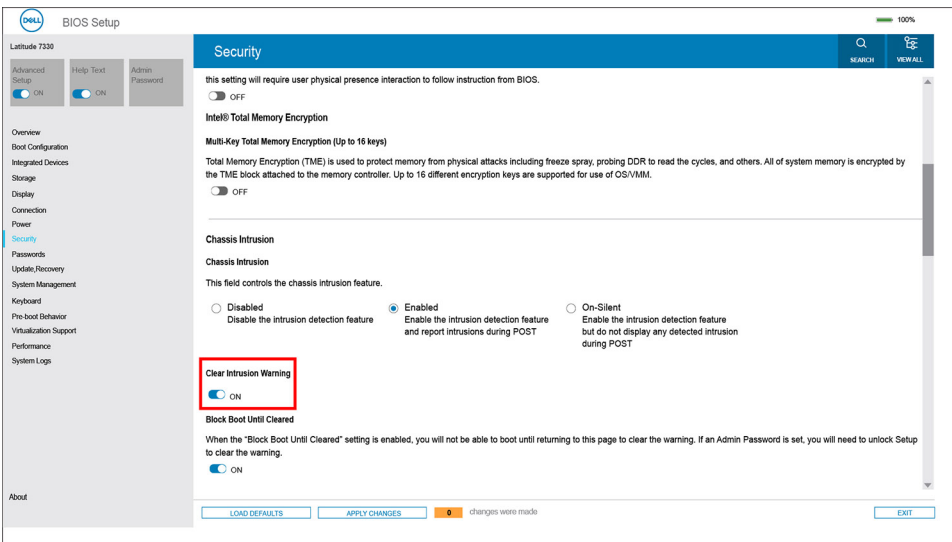 DELL
BIOS Setup
100%
Latitude 7330
Advanced Setup
ON
Help Text
ON
Admin Password
Security
SEARCH
VIEW ALL
Overview
Boot Configuration
Integrated Devices
Storage
Display
Connection
Power
Security
Passwords
Update,Recovery
System Management
Keyboard
Pre-boot Behavior
Virtualization Support
Performance
System Logs
About
this setting will require user physical presence interaction to follow instruction from BIOS.
OFF
Intel® Total Memory Encryption
Multi-Key Total Memory Encryption (Up to 16 keys)
Total Memory Encryption (TME) is used to protect memory from physical attacks including freeze spray, probing DDR to read the cycles, and others. All of system memory is encrypted by
the TME block attached to the memory controller. Up to 16 different encryption keys are supported for use of OS/VMM.
OFF
Chassis Intrusion
Chassis Intrusion
This field controls the chassis intrusion feature.
Disabled
Disable the intrusion detection feature
Enabled
Enable the intrusion detection feature
and report intrusions during POST
On-Silent
Enable the intrusion detection feature
but do not display any detected intrusion
during POST
Clear Intrusion Warning
ON
Block Boot Until Cleared
When the "Block Boot Until Cleared" setting is enabled, you will not be able to boot until returning to this page to clear the warning. If an Admin Password is set, you will need to unlock Setup
to clear the warning.
ON
LOAD DEFAULTS
APPLY CHANGES
0
changes were made
EXIT